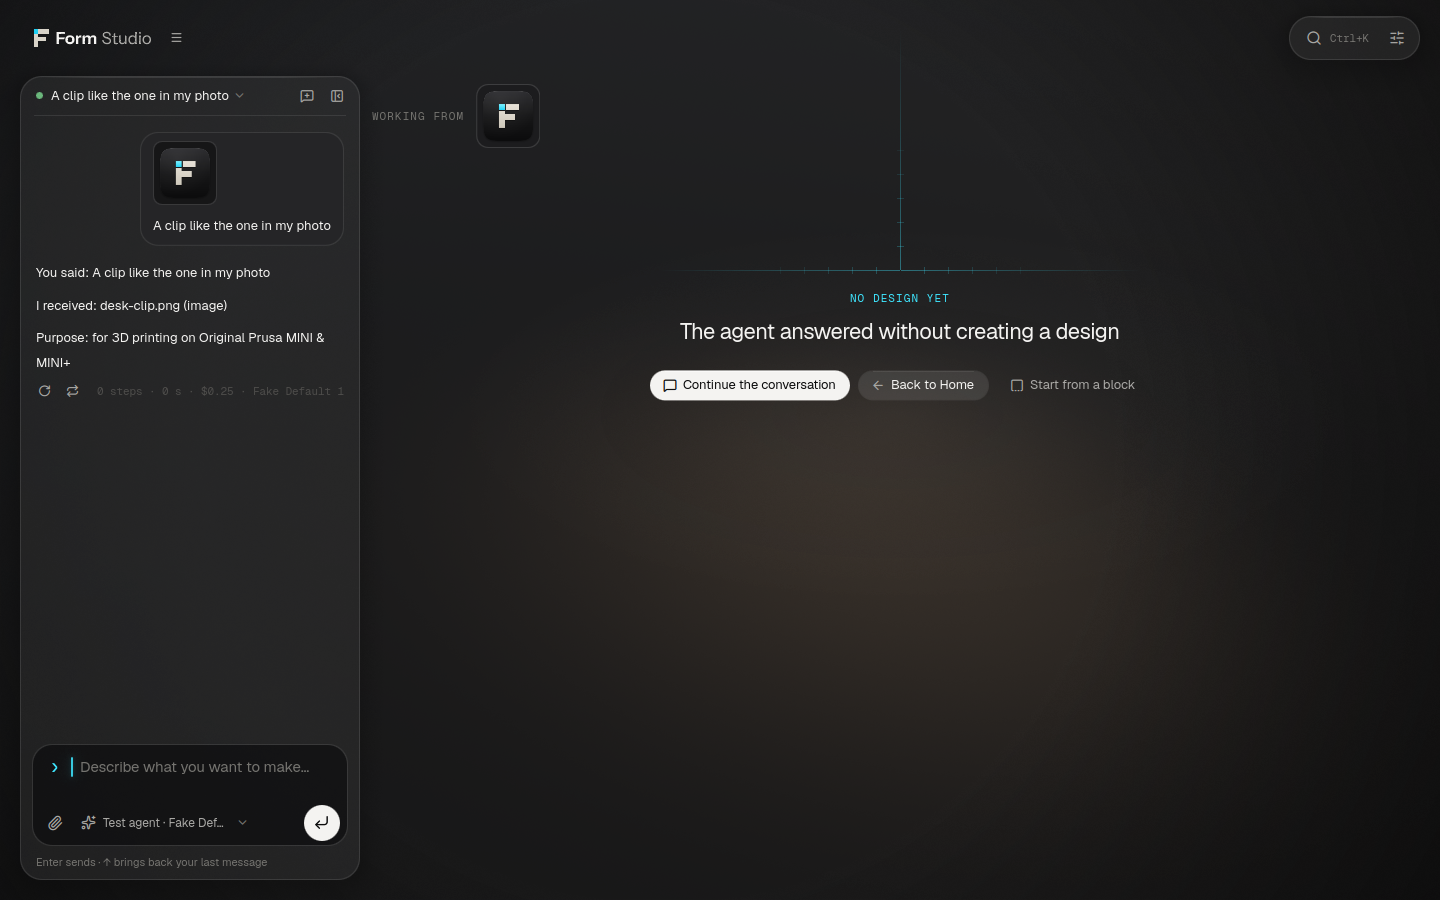 Form Studio
Ctrl+K
A clip like the one in my photo
WORKING FROM
A clip like the one in my photo
You said: A clip like the one in my photo
I received: desk-clip.png (image)
Purpose: for 3D printing on Original Prusa MINI &
MINI+
0 steps · 0 s · $0.25 · Fake Default 1
NO DESIGN YET
The agent answered without creating a design
Continue the conversation
Back to Home
Start from a block
Describe what you want to make...
Test agent · Fake Def...
Enter sends · ↑ brings back your last message